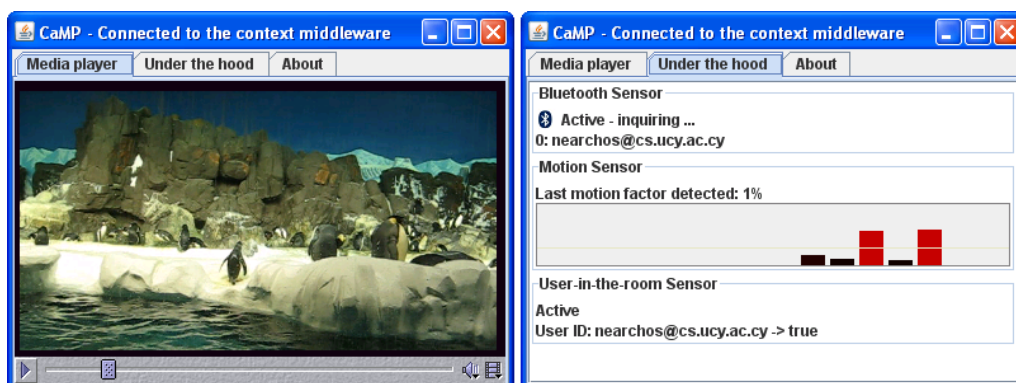 CaMP - Connected to the context middleware
Media player Under the hood About
CaMP - Connected to the context middleware
Media player Under the hood About
Bluetooth Sensor
Active - inquiring ...
0: nearchos@cs.ucy.ac.cy
Motion Sensor
Last motion factor detected: 1%
User-in-the-room Sensor
Active
User ID: nearchos@cs.ucy.ac.cy -> true